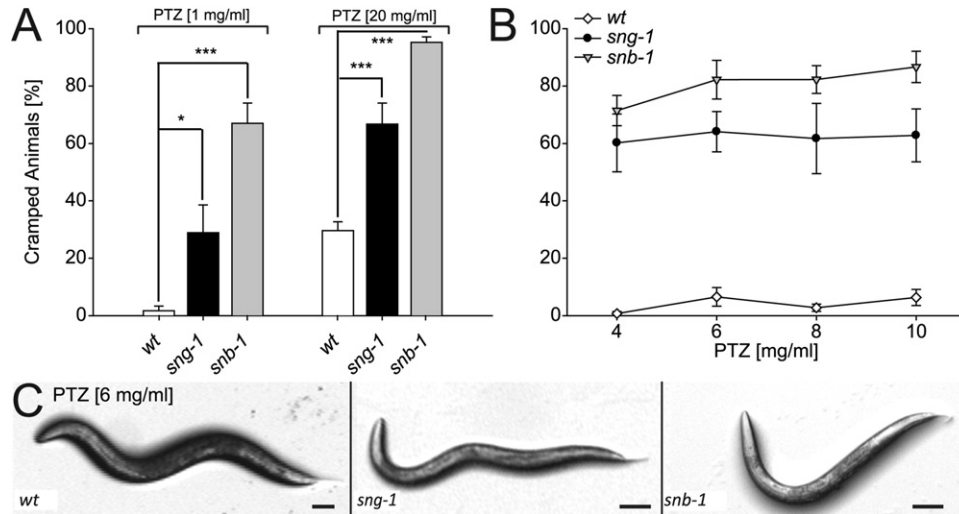 A
PTZ [1 mg/ml]
PTZ [20 mg/ml]
Cramped Animals [%]
100
80
60
40
20
0
***
*
***
***
wt
sng-1
snb-1
wt
sng-1
snb-1
B
wt
sng-1
snb-1
100
80
60
40
20
0
4 6 8 10
PTZ [mg/ml]
C PTZ [6 mg/ml]
wt
sng-1
snb-1